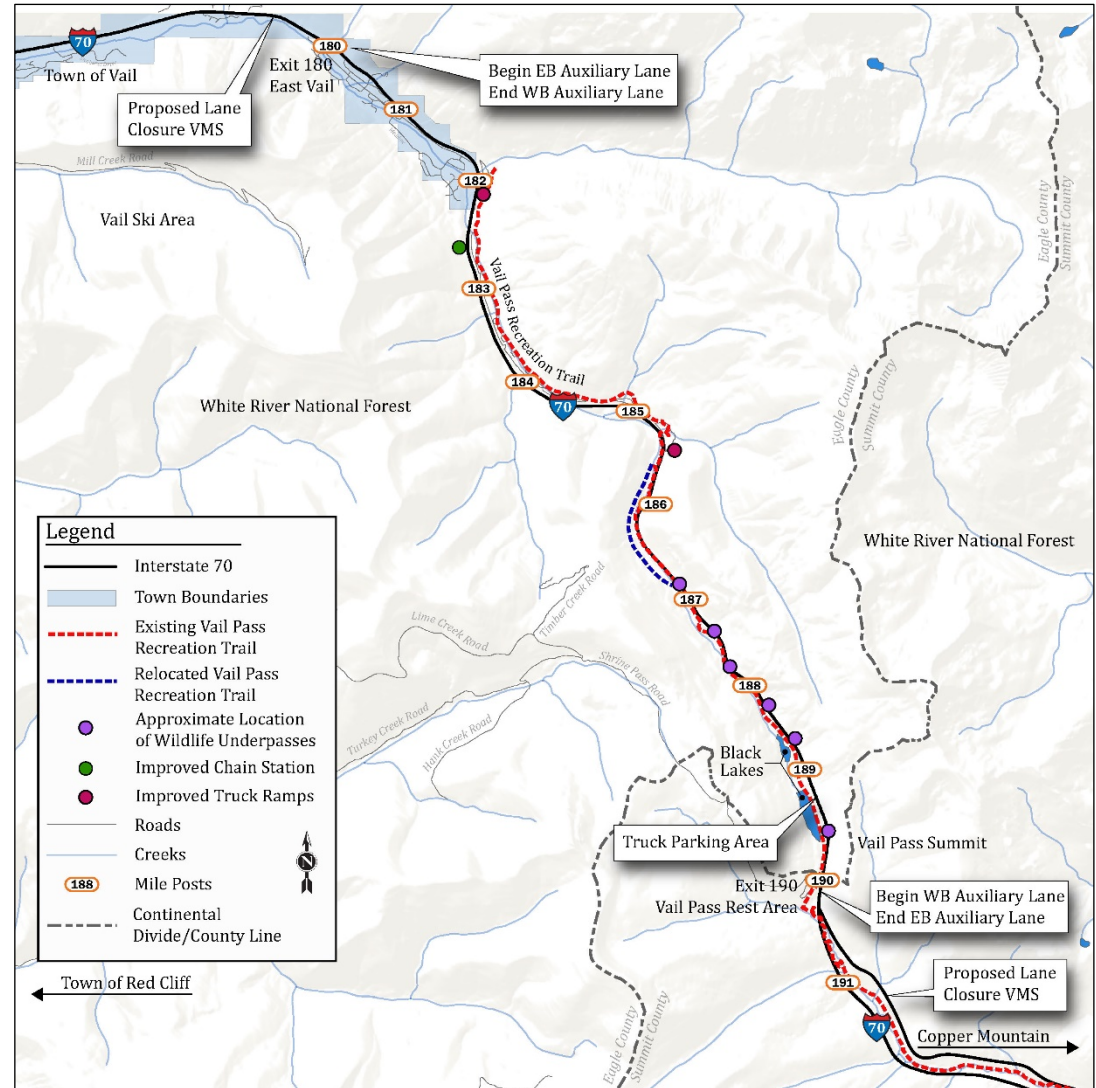 70
Town of Vail
Proposed Lane
Closure VMS
180
Exit 180
East Vail
Begin EB Auxiliary Lane
End WB Auxiliary Lane
181
Mill Creek Road
182
Vail Ski Area
Eagle County
Summit County
183
Vail Pass Recreation Trail
184
70
185
White River National Forest
Eagle County
Summit County
186
White River National Forest
187
Timber Creek Road
Lime Creek Road
Shrine Pass Road
188
Turkey Creek Road
Honk Creek Road
Black
Lakes
189
Truck Parking Area
Vail Pass Summit
190
Exit 190
Vail Pass Rest Area
Begin WB Auxiliary Lane
End EB Auxiliary Lane
191
Proposed Lane
Closure VMS
70
Copper Mountain
Eagle County
Summit County
Legend
Interstate 70
Town Boundaries
Existing Vail Pass
Recreation Trail
Relocated Vail Pass
Recreation Trail
Approximate Location
of Wildlife Underpasses
Improved Chain Station
Improved Truck Ramps
Roads
Creeks
188
Mile Posts
Continental
Divide/County Line
N
Town of Red Cliff